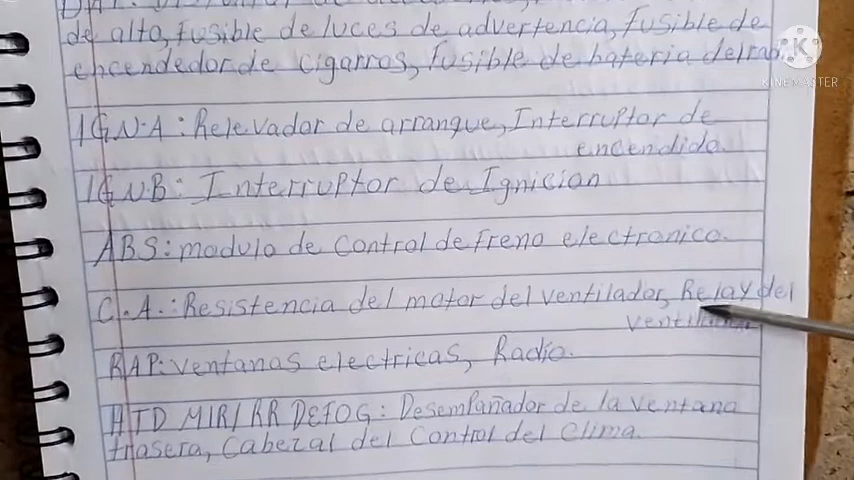 de alto, fusible de luces de advertencia, fusible de
encendedor de cigarros, fusible de bateria del rap.
IGN.A: Relevador de arranque, Interruptor de
encendido.
IGN.B: Interruptor de Ignician
ABS: modulo de control de freno electronico.
C.A.: Resistencia del motor del ventilador, Relay del
RAP: ventanas electricas, Radio.
HTD MIR/RR DEFOG: Desempañador de la ventana
trasera, Cabezal del Control del Clima.
KINEMASTER